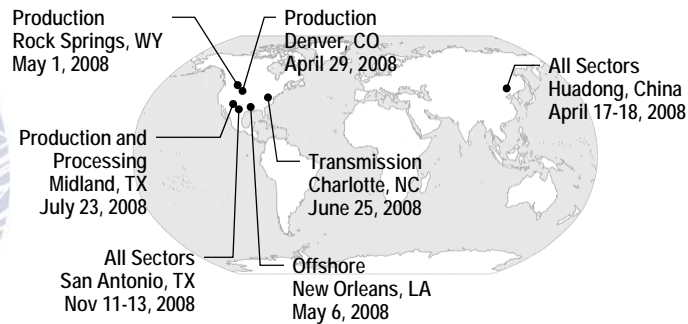 Production
Rock Springs, WY
May 1, 2008
Production
Denver, CO
April 29, 2008
All Sectors
Huadong, China
April 17-18, 2008
Production and
Processing
Midland, TX
July 23, 2008
Transmission
Charlotte, NC
June 25, 2008
All Sectors
San Antonio, TX
Nov 11-13, 2008
Offshore
New Orleans, LA
May 6, 2008